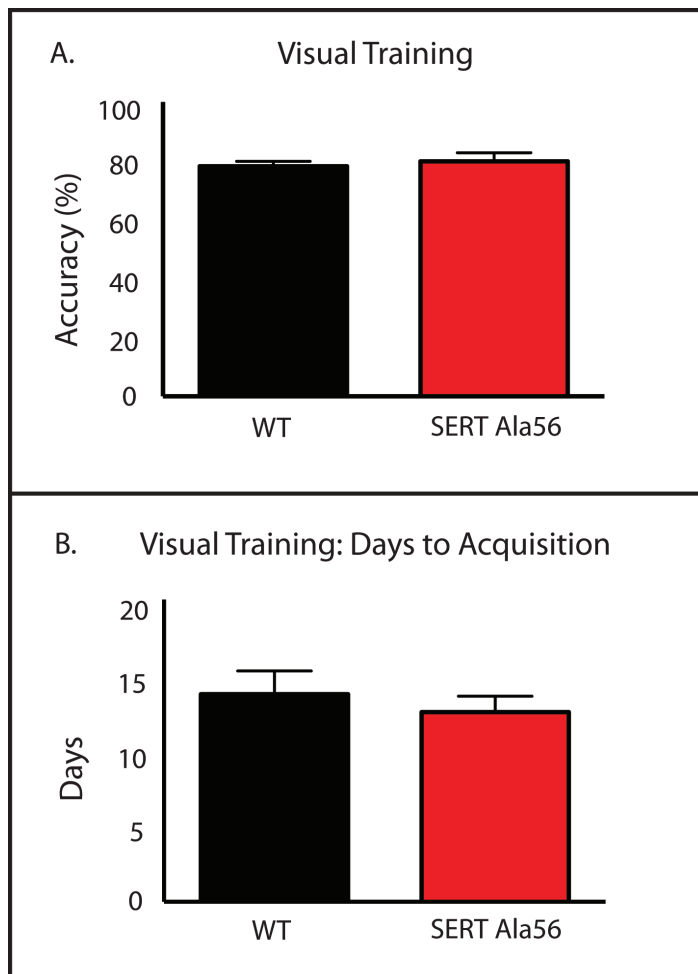 A. Visual Training
100
80
60
40
20
0
Accuracy (%)
WT SERT Ala56
B. Visual Training: Days to Acquisition
20
15
10
5
0
Days
WT SERT Ala56